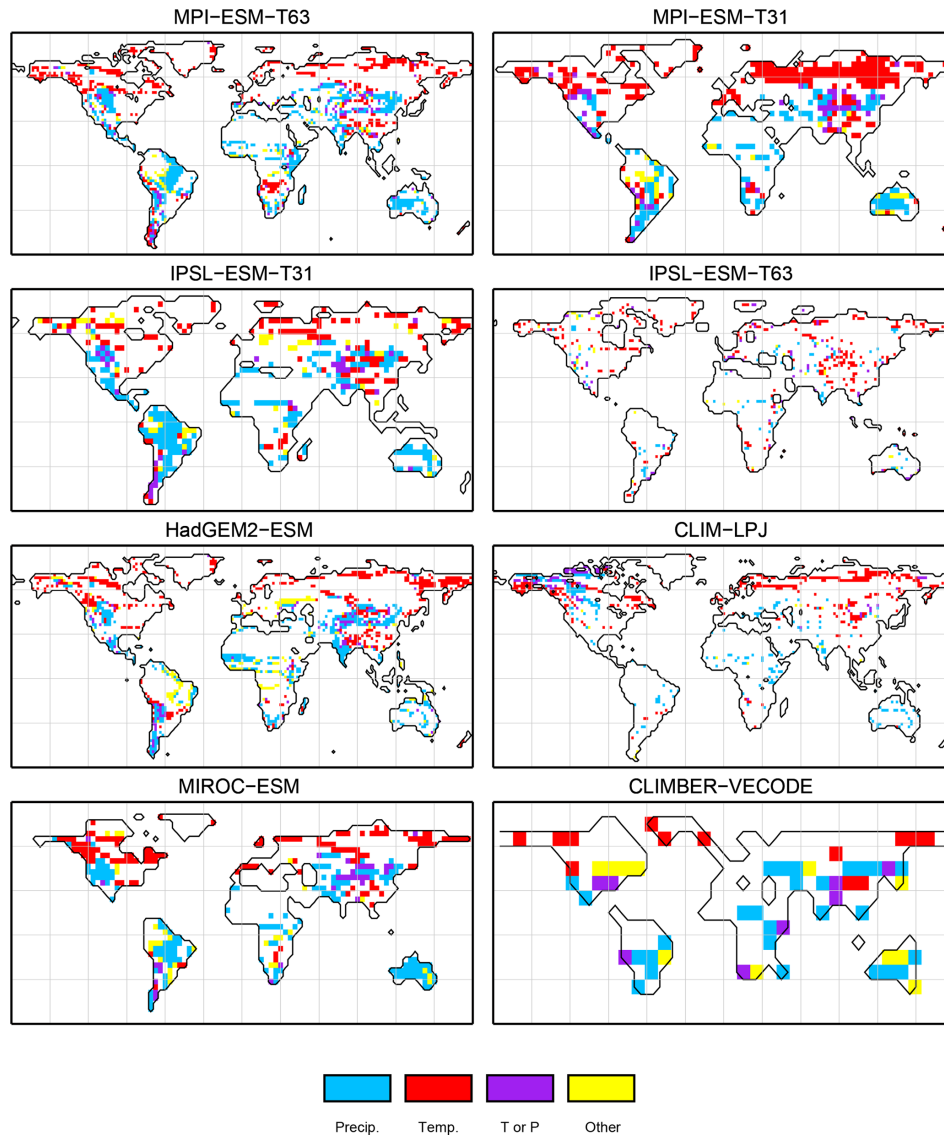 MPI−ESM−T63
MPI−ESM−T31
IPSL−ESM−T31
IPSL−ESM−T63
HadGEM2−ESM
CLIM−LPJ
MIROC−ESM
CLIMBER−VECODE
Precip.
Temp.
T or P
Other